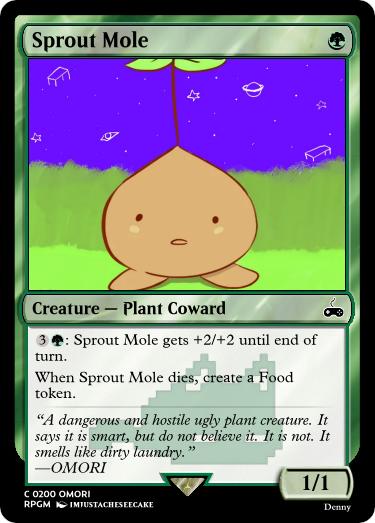 Sprout Mole
Creature — Plant Coward
3 : Sprout Mole gets +2/+2 until end of
turn.
When Sprout Mole dies, create a Food
token.
“A dangerous and hostile ugly plant creature. It
says it is smart, but do not believe it. It is not. It
smells like dirty laundry.”
—OMORI
1/1
C 0200 OMORI
RPGM IMJUSTACHEESECAKE
Denny